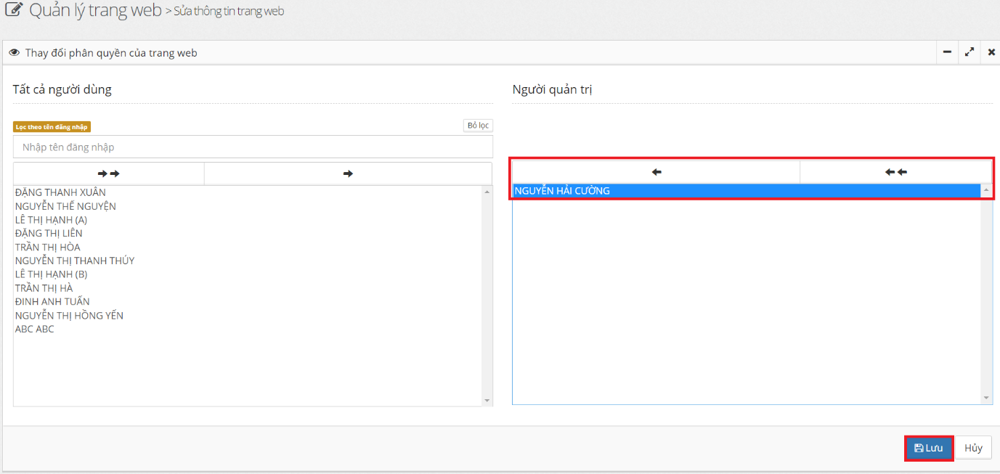 Quản lý trang web > Sửa thông tin trang web
Thay đổi phân quyền của trang web
Tất cả người dùng
Người quản trị
Lọc theo tên đăng nhập
Bỏ lọc
Nhập tên đăng nhập
ĐẶNG THANH XUÂN
NGUYỄN THẾ NGUYỆN
LÊ THỊ HẠNH (A)
ĐẶNG THỊ LIÊN
TRẦN THỊ HÒA
NGUYỄN THỊ THANH THÚY
LÊ THỊ HẠNH (B)
TRẦN THỊ HÀ
ĐINH ANH TUẤN
NGUYỄN THỊ HỒNG YẾN
ABC ABC
NGUYỄN HẢI CƯỜNG
Lưu
Hủy